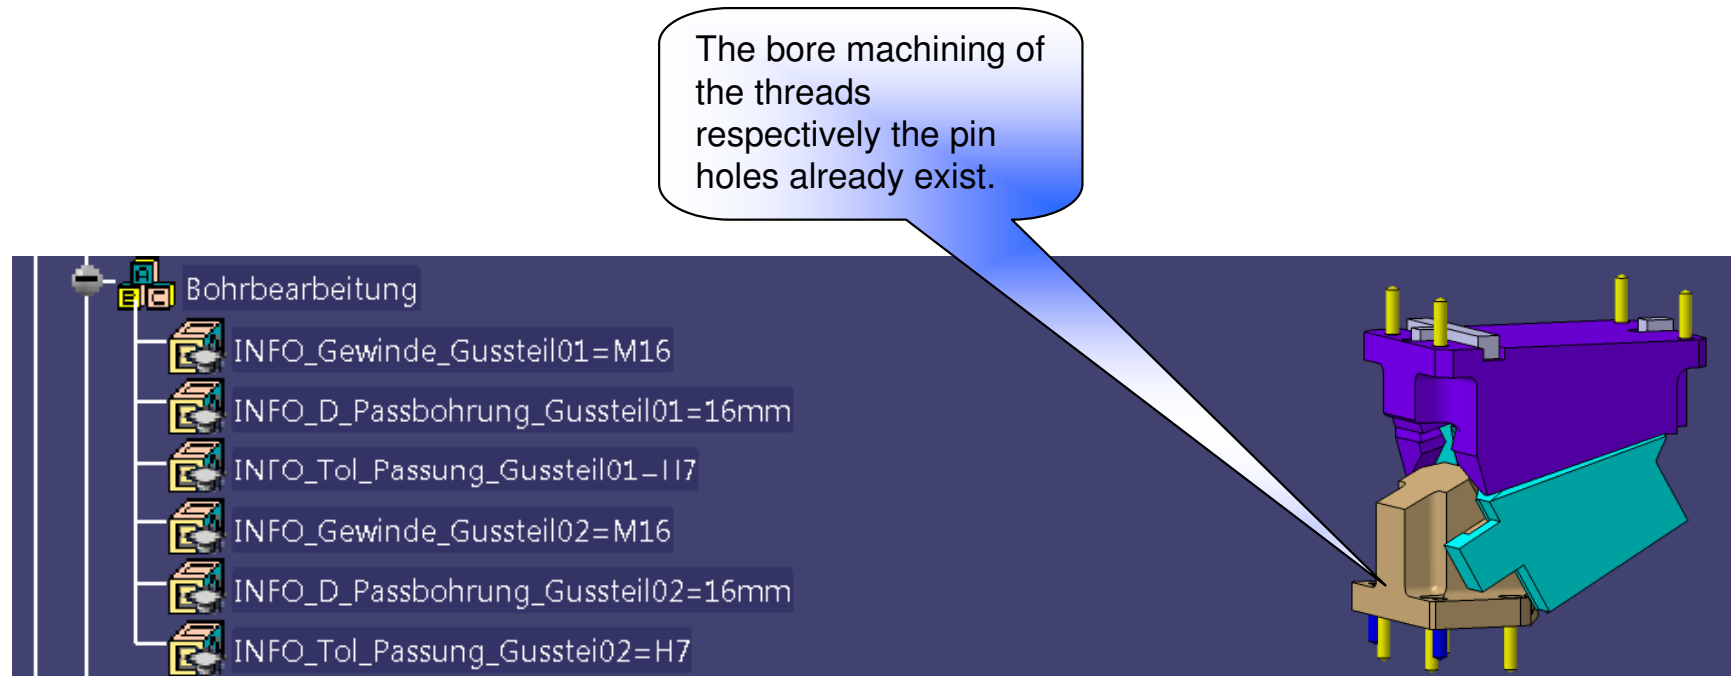 The bore machining of
the threads
respectively the pin
holes already exist.
Bohrbearbeitung
INFO_Gewinde_Gussteil01=M16
INFO_D_Passbohrung_Gussteil01=16mm
INFO_Tol_Passung_Gussteil01=H7
INFO_Gewinde_Gussteil02=M16
INFO_D_Passbohrung_Gussteil02=16mm
INFO_Tol_Passung_Gusstei02=H7